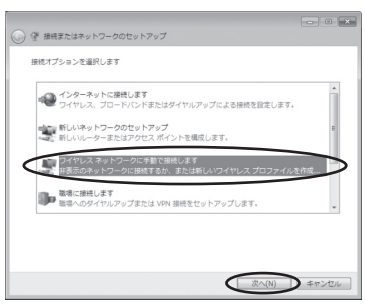 接続またはネットワークのセットアップ
接続オプションを選択します
インターネットに接続します
ワイヤレス、ブロードバンドまたはダイヤルアップによる接続を設定します。
新しいネットワークのセットアップ
新しいルーターまたはアクセス ポイントを構成します。
ワイヤレス ネットワークに手動で接続します
非表示のネットワークに接続するか、または新しいワイヤレス プロファイルを作成...
職場に接続します
職場へのダイヤルアップまたは VPN 接続をセットアップします。
次へ(N) キャンセル